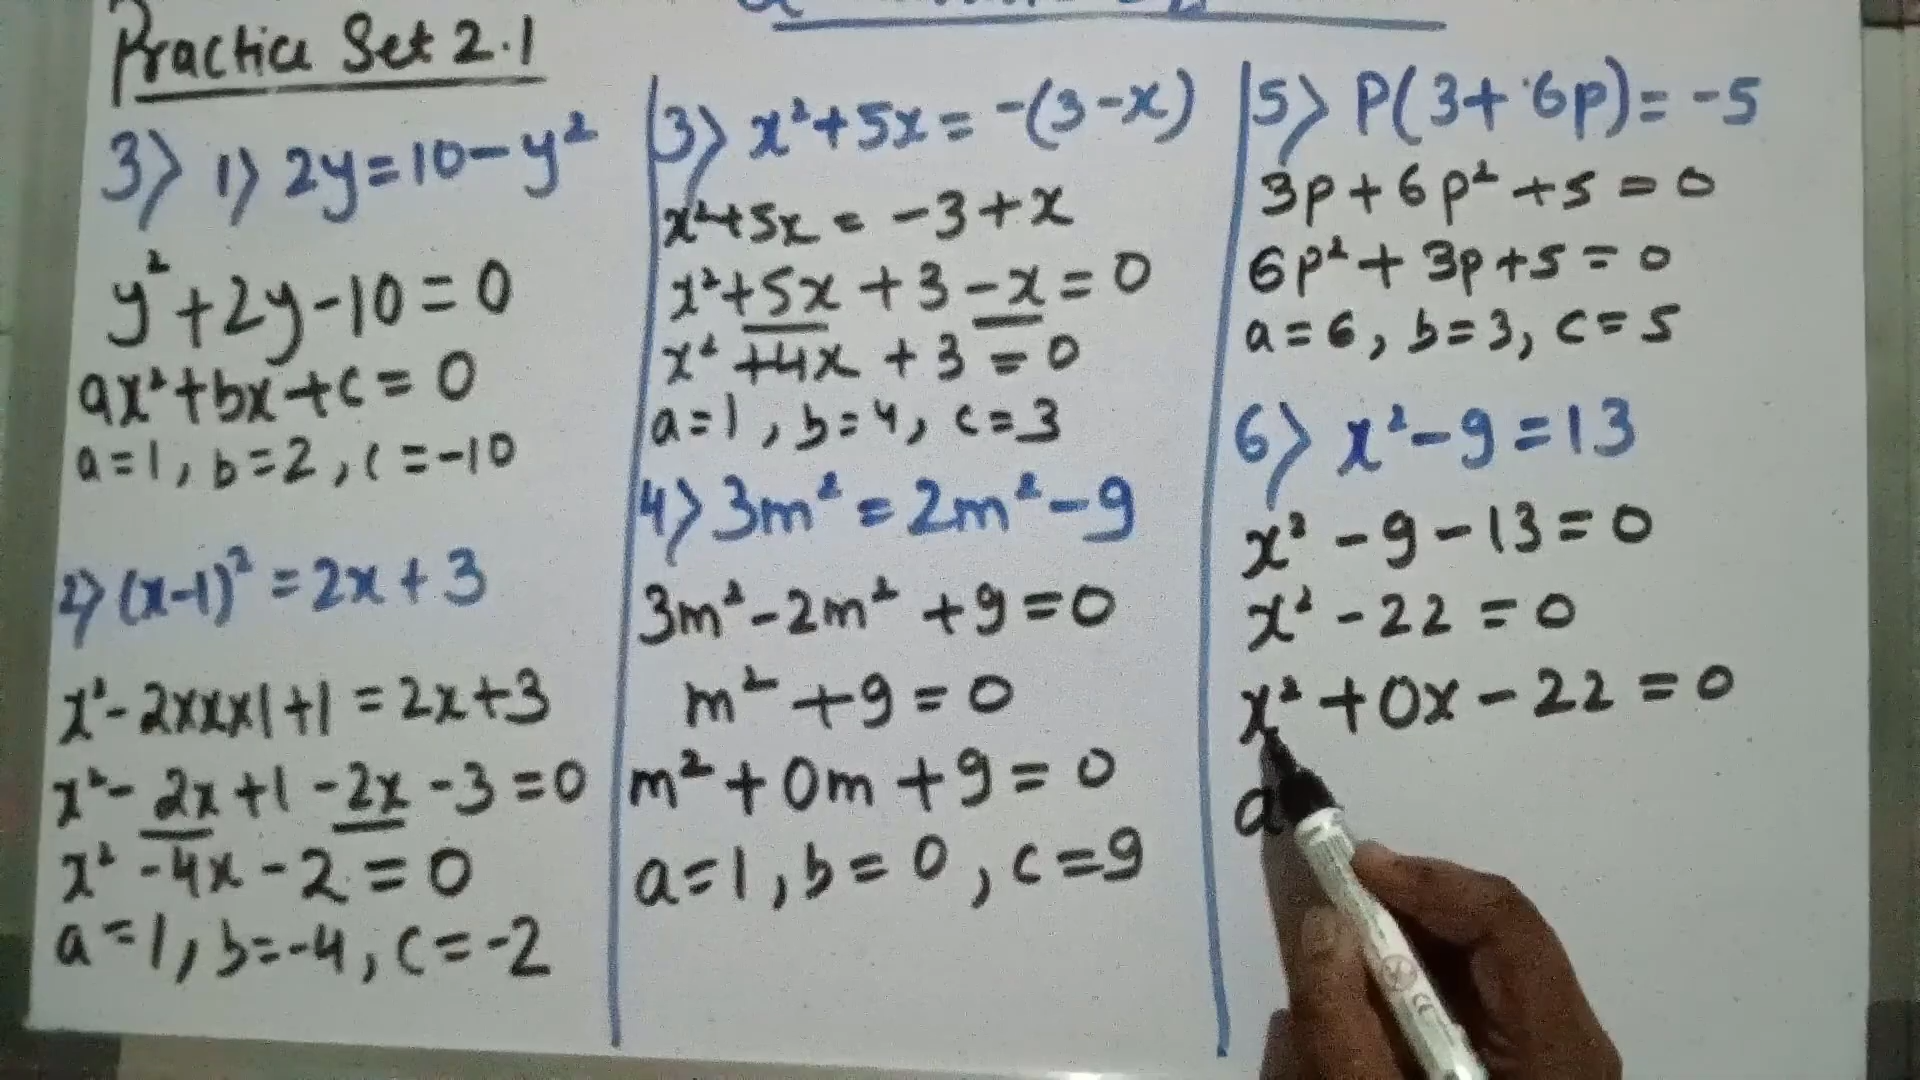 Practice Set 2.1
3) 1) 2y=10-y²
y²+2y-10=0
ax²+bx+c=0
a=1, b=2, c=-10
2) (x-1)²=2x+3
x²-2×x×1+1=2x+3
x²-2x+1-2x-3=0
x²-4x-2=0
a=1, b=-4, c=-2
3) x²+5x=-(3-x)
x²+5x=-3+x
x²+5x+3-x=0
x²+4x+3=0
a=1, b=4, c=3
4) 3m²=2m²-9
3m²-2m²+9=0
m²+9=0
m²+0m+9=0
a=1, b=0, c=9
5) P(3+6p)=-5
3p+6p²+5=0
6p²+3p+5=0
a=6, b=3, c=5
6) x²-9=13
x²-9-13=0
x²-22=0
x²+0x-22=0
a